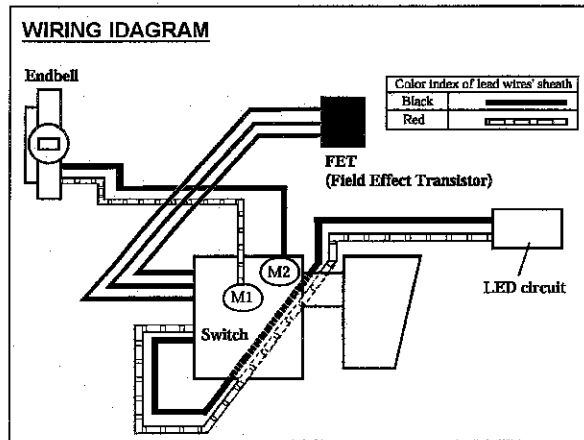 WIRING IDAGRAM
Endbell
Color index of lead wires' sheath
Black
Red
FET
(Field Effect Transistor)
M2
M1
LED circuit
Switch